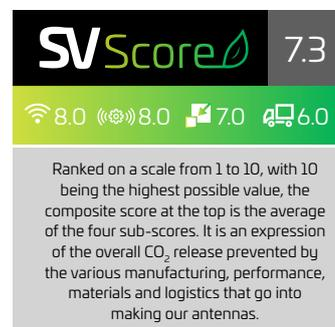 SVScore 7.3
8.0 8.0 7.0 6.0
Ranked on a scale from 1 to 10, with 10
being the highest possible value, the
composite score at the top is the average
of the four sub-scores. It is an expression
of the overall CO₂ release prevented by
the various manufacturing, performance,
materials and logistics that go into
making our antennas.